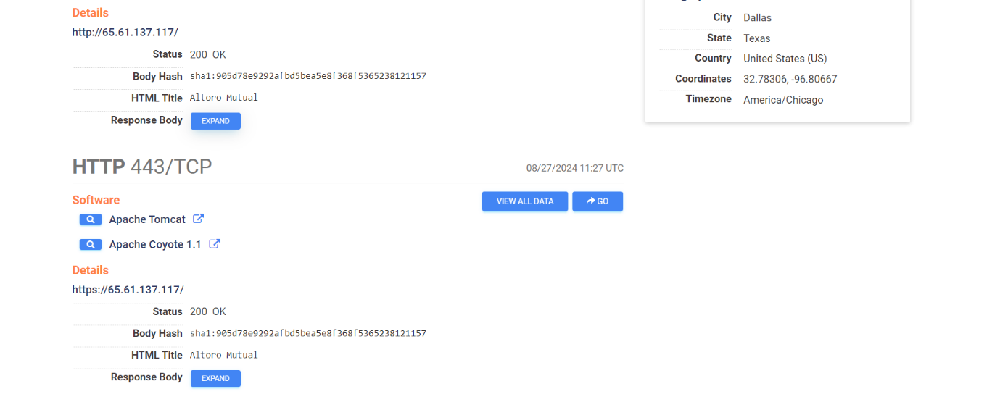 Details
http://65.61.137.117/
Status 200 OK
Body Hash sha1:905d78e9292afbd5bea5e8f368f5365238121157
HTML Title Altoro Mutual
Response Body EXPAND
HTTP 443/TCP 08/27/2024 11:27 UTC
Software VIEW ALL DATA GO
Apache Tomcat
Apache Coyote 1.1
Details
https://65.61.137.117/
Status 200 OK
Body Hash sha1:905d78e9292afbd5bea5e8f368f5365238121157
HTML Title Altoro Mutual
Response Body EXPAND
City Dallas
State Texas
Country United States (US)
Coordinates 32.78306, -96.80667
Timezone America/Chicago